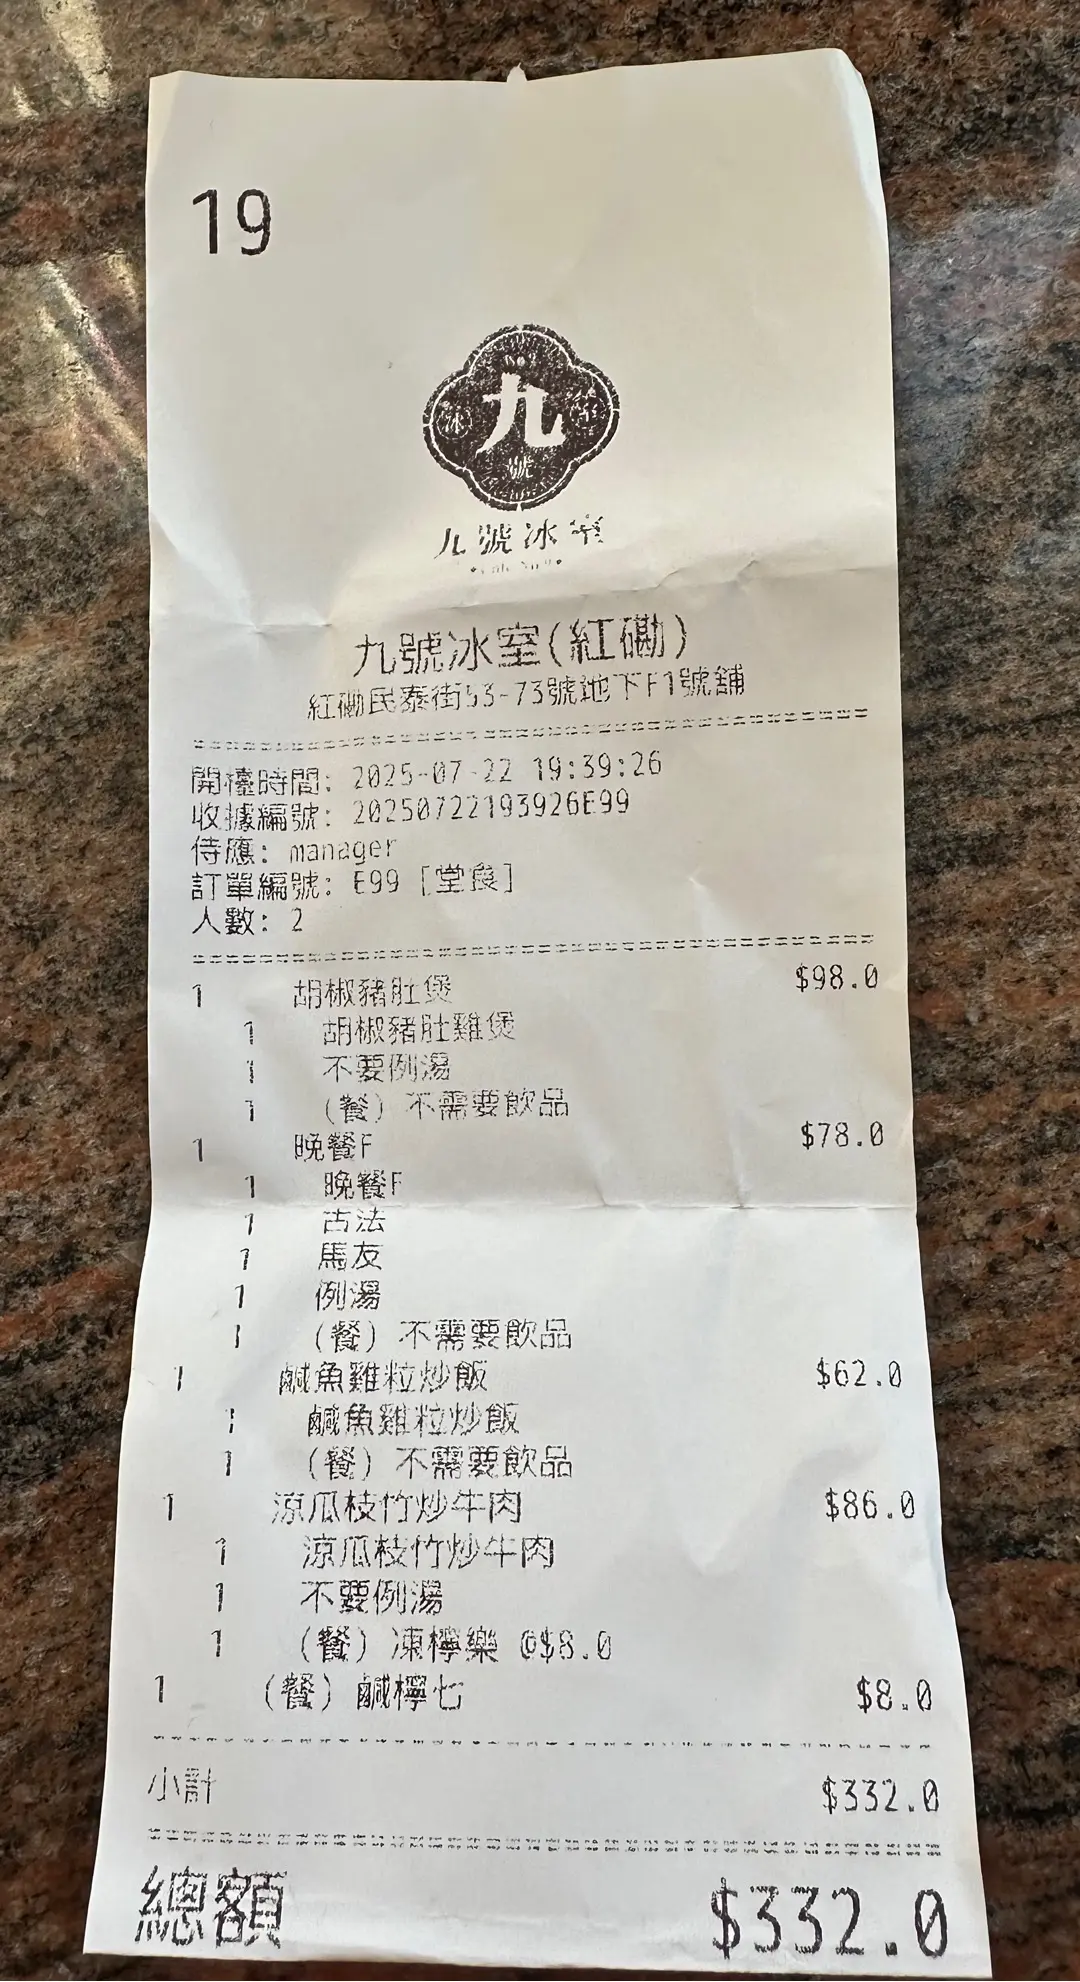 19
九
冰
號
九號冰室
九號冰室(紅磡)
紅磡民泰街53-73號地下F1號舖
開檯時間: 2025-07-22 19:39:26
收據編號: 20250722193926E99
侍應: manager
訂單編號: E99 [堂食]
人數: 2
1 胡椒豬肚煲 $98.0
1 胡椒豬肚雞煲
1 不要例湯
1 (餐) 不需要飲品
1 晚餐F $78.0
1 晚餐F
1 古法
1 馬友
1 例湯
1 (餐) 不需要飲品
1 鹹魚雞粒炒飯 $62.0
1 鹹魚雞粒炒飯
1 (餐) 不需要飲品
1 涼瓜枝竹炒牛肉 $86.0
1 涼瓜枝竹炒牛肉
1 不要例湯
1 (餐) 凍檸樂 @$8.0
1 (餐) 鹹檸七 $8.0
小計 $332.0
總額 $332.0